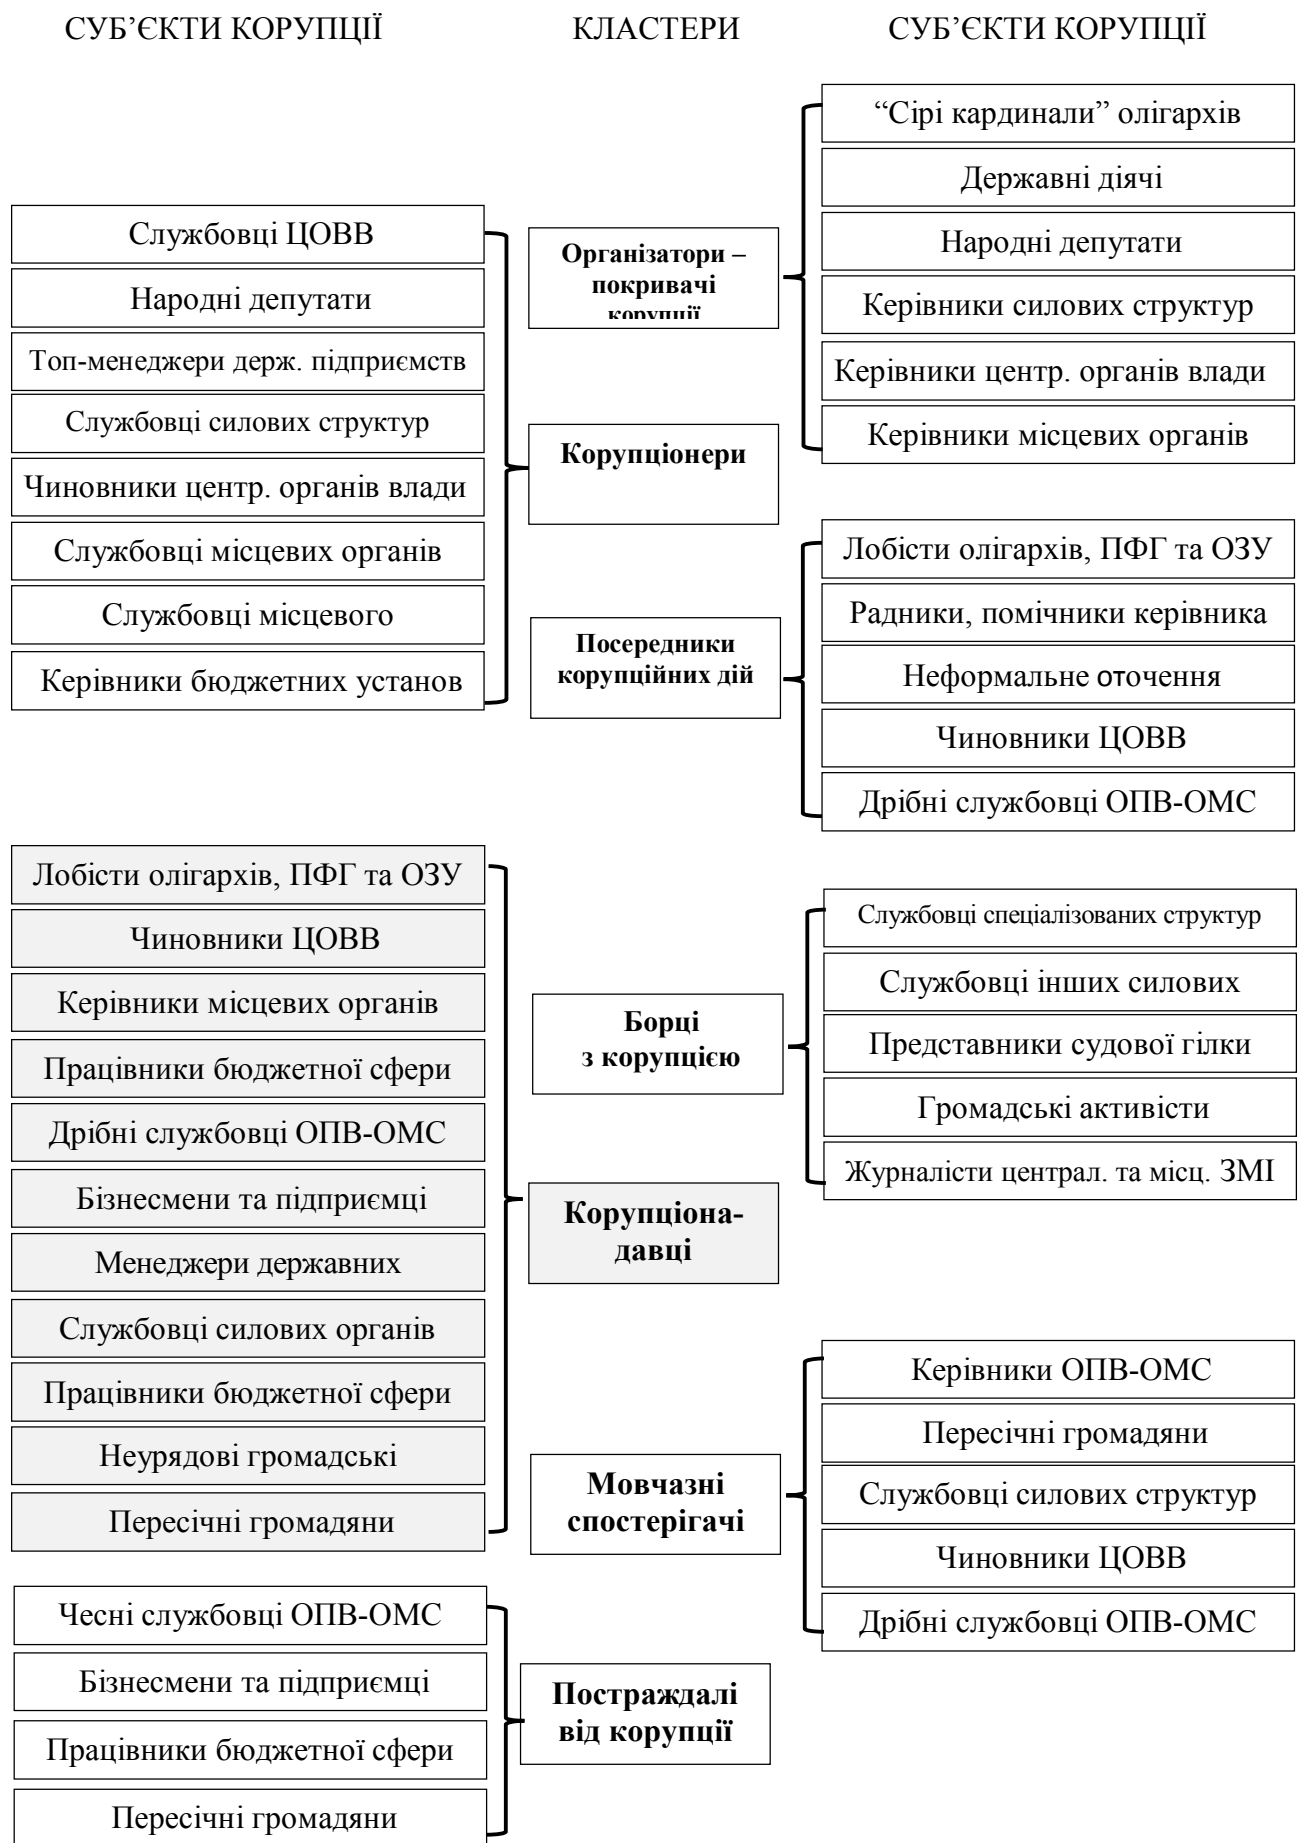 СУБ’ЄКТИ КОРУПЦІЇ
КЛАСТЕРИ
СУБ’ЄКТИ КОРУПЦІЇ
Службовці ЦОВВ
Народні депутати
Топ-менеджери держ. підприємств
Службовці силових структур
Чиновники центр. органів влади
Службовці місцевих органів
Службовці місцевого
Керівники бюджетних установ
Лобісти олігархів, ПФГ та ОЗУ
Чиновники ЦОВВ
Керівники місцевих органів
Працівники бюджетної сфери
Дрібні службовці ОПВ-ОМС
Бізнесмени та підприємці
Менеджери державних
Службовці силових органів
Працівники бюджетної сфери
Неурядові громадські
Пересічні громадяни
Чесні службовці ОПВ-ОМС
Бізнесмени та підприємці
Працівники бюджетної сфери
Пересічні громадяни
Організатори –
покривачі
корупції
Корупціонери
Посередники
корупційних дій
Борці
з корупцією
Корупціона-
давці
Мовчазні
спостерігачі
Постраждалі
від корупції
“Сірі кардинали” олігархів
Державні діячі
Народні депутати
Керівники силових структур
Керівники центр. органів влади
Керівники місцевих органів
Лобісти олігархів, ПФГ та ОЗУ
Радники, помічники керівника
Неформальне оточення
Чиновники ЦОВВ
Дрібні службовці ОПВ-ОМС
Службовці спеціалізованих структур
Службовці інших силових
Представники судової гілки
Громадські активісти
Журналісти централ. та місц. ЗМІ
Керівники ОПВ-ОМС
Пересічні громадяни
Службовці силових структур
Чиновники ЦОВВ
Дрібні службовці ОПВ-ОМС